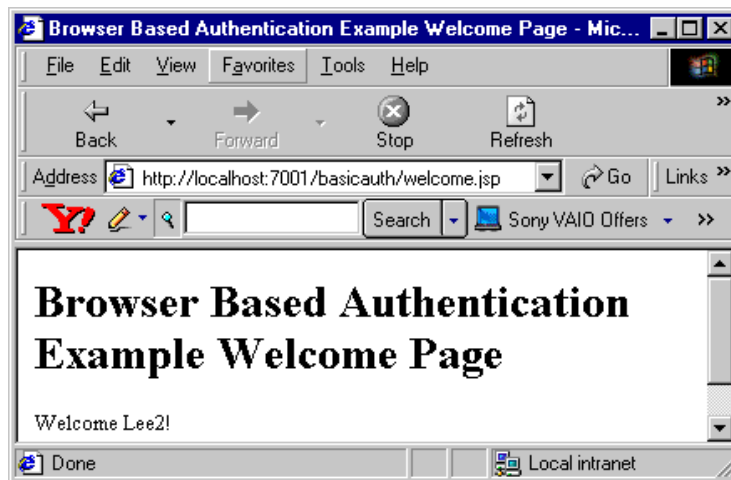 Browser Based Authentication Example Welcome Page - Mic...
File Edit View Favorites Tools Help
Back Forward Stop Refresh »
Address http://localhost:7001/basicauth/welcome.jsp Go Links »
Y! Search Sony VAIO Offers »
Browser Based Authentication
Example Welcome Page
Welcome Lee2!
Done Local intranet